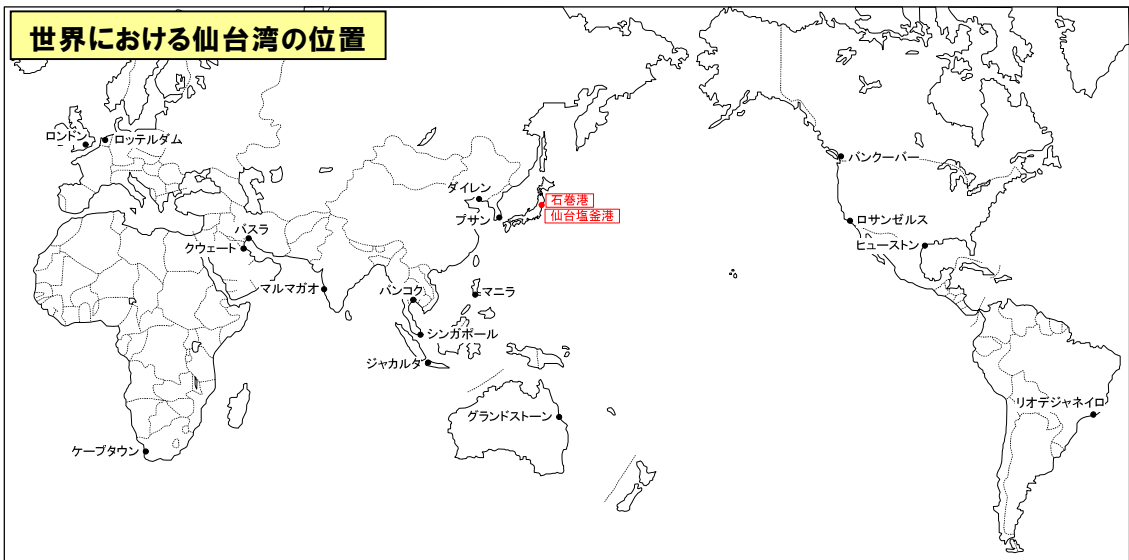 世界における仙台湾の位置
ロンドン
ロッテルダム
バンクーバー
ダイレン
石巻港
プサン
仙台塩釜港
ロサンゼルス
バスラ
クウェート
ヒューストン
マルマガオ
バンコク
マニラ
シンガポール
ジャカルタ
リオデジャネイロ
グランドストーン
ケープタウン